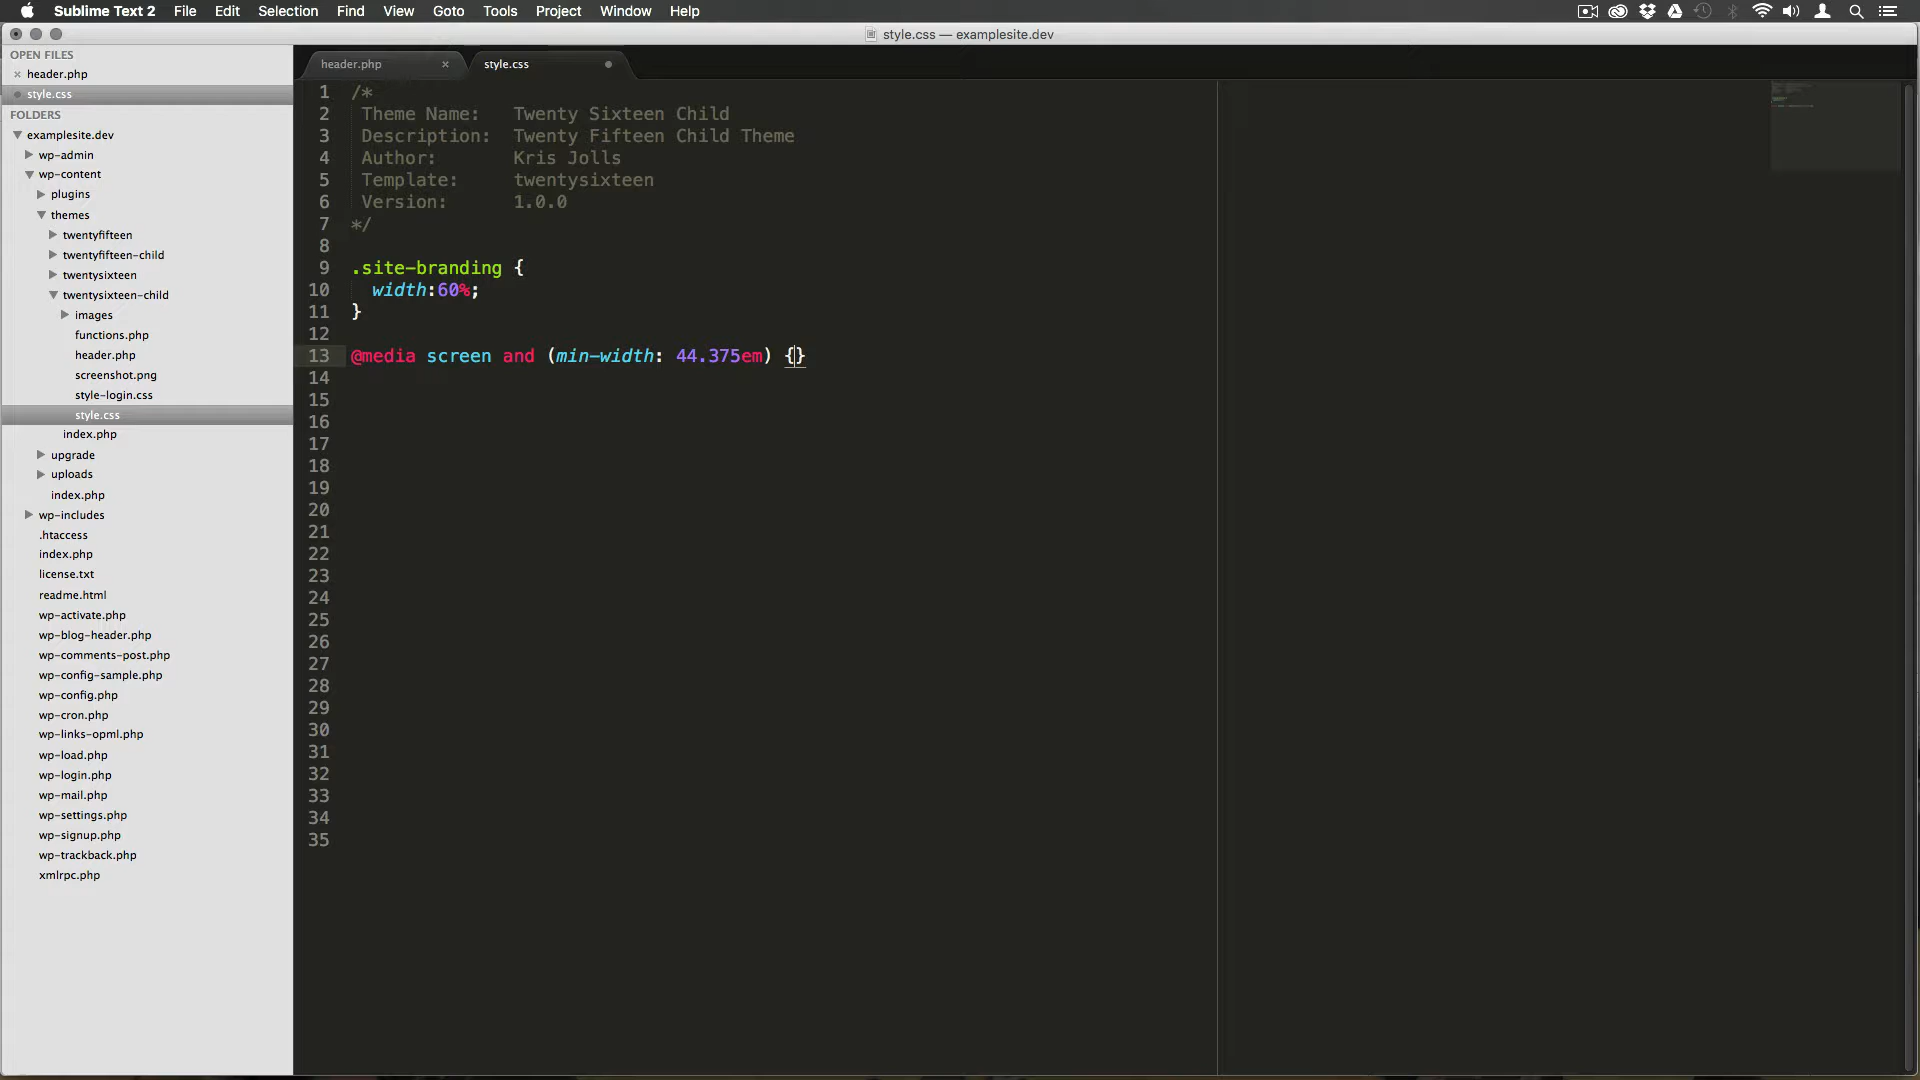 Sublime Text 2 File Edit Selection Find View Goto Tools Project Window Help
style.css — examplesite.dev
OPEN FILES
header.php
style.css
FOLDERS
examplesite.dev
wp-admin
wp-content
plugins
themes
twentyfifteen
twentyfifteen-child
twentysixteen
twentysixteen-child
images
functions.php
header.php
screenshot.png
style-login.css
style.css
index.php
upgrade
uploads
index.php
wp-includes
.htaccess
index.php
license.txt
readme.html
wp-activate.php
wp-blog-header.php
wp-comments-post.php
wp-config-sample.php
wp-config.php
wp-cron.php
wp-links-opml.php
wp-load.php
wp-login.php
wp-mail.php
wp-settings.php
wp-signup.php
wp-trackback.php
xmlrpc.php
header.php style.css
1 /*
2 Theme Name: Twenty Sixteen Child
3 Description: Twenty Fifteen Child Theme
4 Author: Kris Jolls
5 Template: twentysixteen
6 Version: 1.0.0
7 */
8
9 .site-branding {
10 width:60%;
11 }
12
13 @media screen and (min-width: 44.375em) {}
14
15
16
17
18
19
20
21
22
23
24
25
26
27
28
29
30
31
32
33
34
35